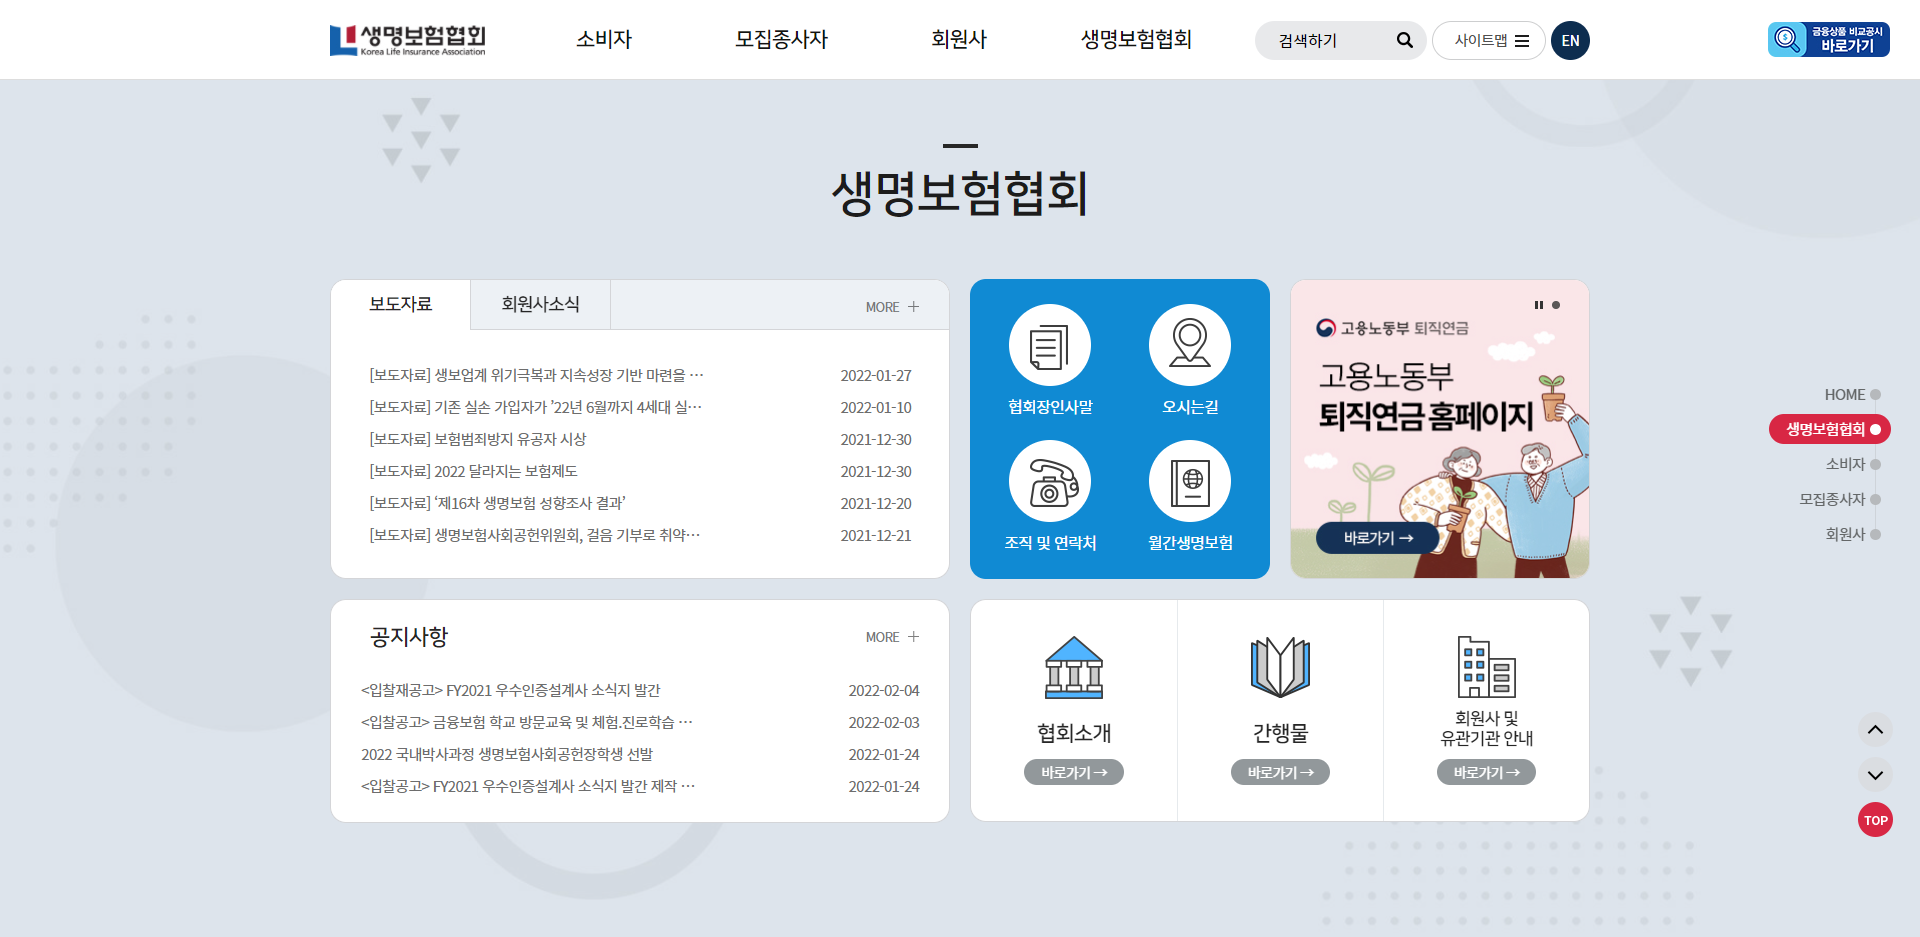 생명보험협회
Korea Life Insurance Association
소비자
모집종사자
회원사
생명보험협회
검색하기
사이트맵
EN
금융상품 비교공시
바로가기
생명보험협회
보도자료
회원사소식
MORE
[보도자료] 생보업계 위기극복과 지속성장 기반 마련을 … 2022-01-27
[보도자료] 기존 실손 가입자가 ’22년 6월까지 4세대 실… 2022-01-10
[보도자료] 보험범죄방지 유공자 시상 2021-12-30
[보도자료] 2022 달라지는 보험제도 2021-12-30
[보도자료] ‘제16차 생명보험 성향조사 결과’ 2021-12-20
[보도자료] 생명보험사회공헌위원회, 걸음 기부로 취약… 2021-12-21
협회장인사말
오시는길
조직 및 연락처
월간생명보험
고용노동부 퇴직연금
고용노동부
퇴직연금 홈페이지
바로가기 →
HOME
생명보험협회
소비자
모집종사자
회원사
공지사항
MORE
<입찰재공고> FY2021 우수인증설계사 소식지 발간 2022-02-04
<입찰공고> 금융보험 학교 방문교육 및 체험.진로학습 … 2022-02-03
2022 국내박사과정 생명보험사회공헌장학생 선발 2022-01-24
<입찰공고> FY2021 우수인증설계사 소식지 발간 제작 … 2022-01-24
협회소개
바로가기 →
간행물
바로가기 →
회원사 및
유관기관 안내
바로가기 →
TOP